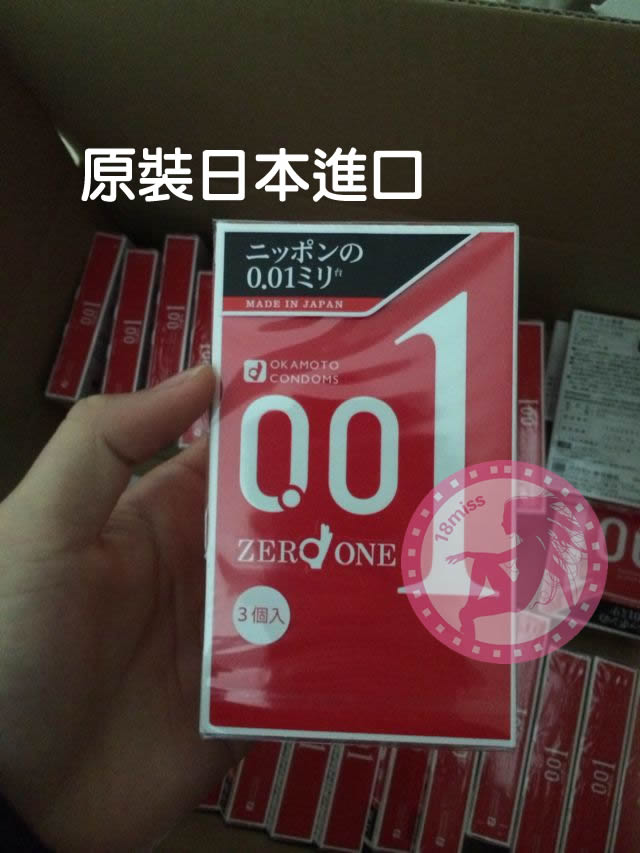 原裝日本進口
ニッポンの
0.01ミリ台
MADE IN JAPAN
OKAMOTO
CONDOMS
0.01
ZERO ONE
3個入
18miss